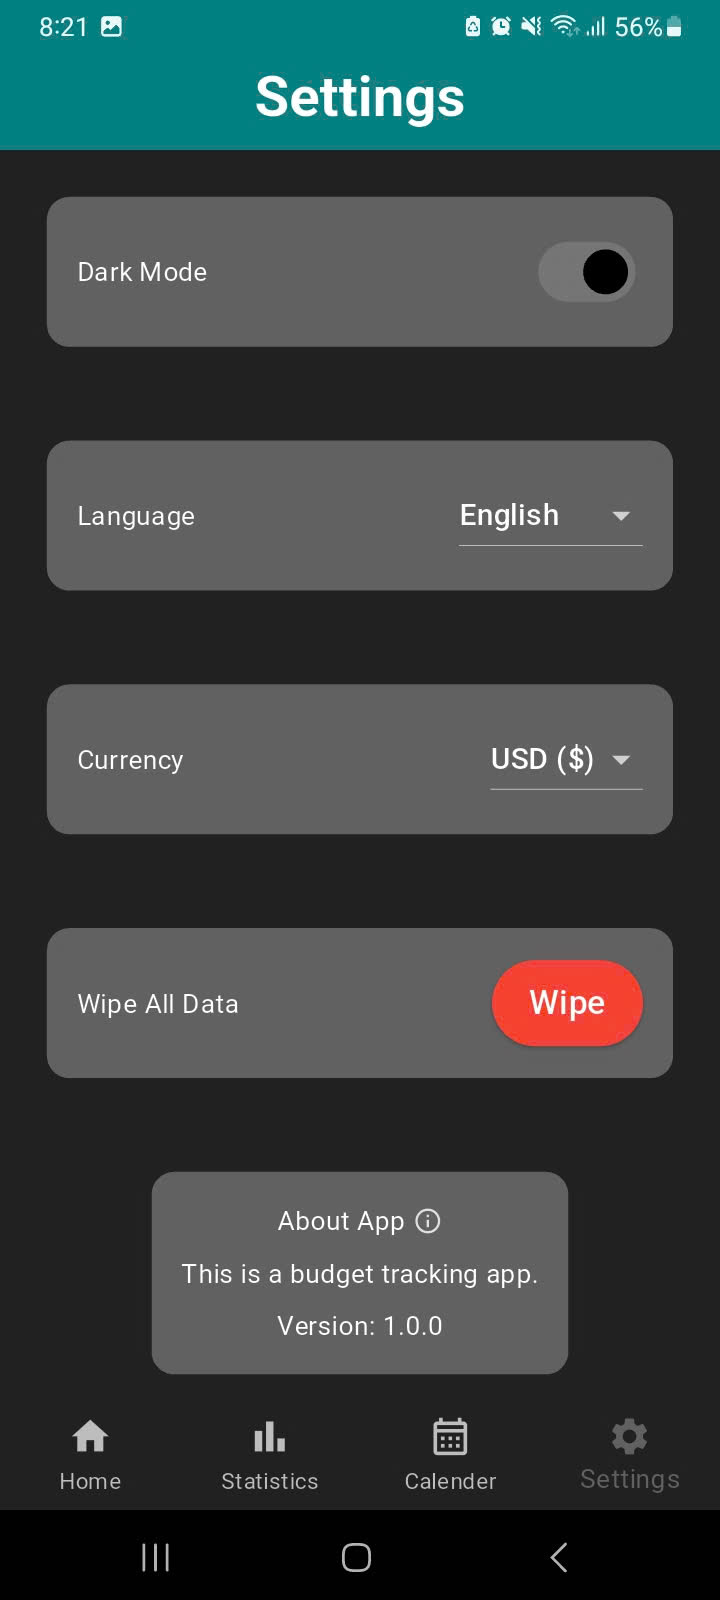 8:21 56%
Settings
Dark Mode
Language English
Currency USD ($)
Wipe All Data Wipe
About App
This is a budget tracking app.
Version: 1.0.0
Home Statistics Calender Settings